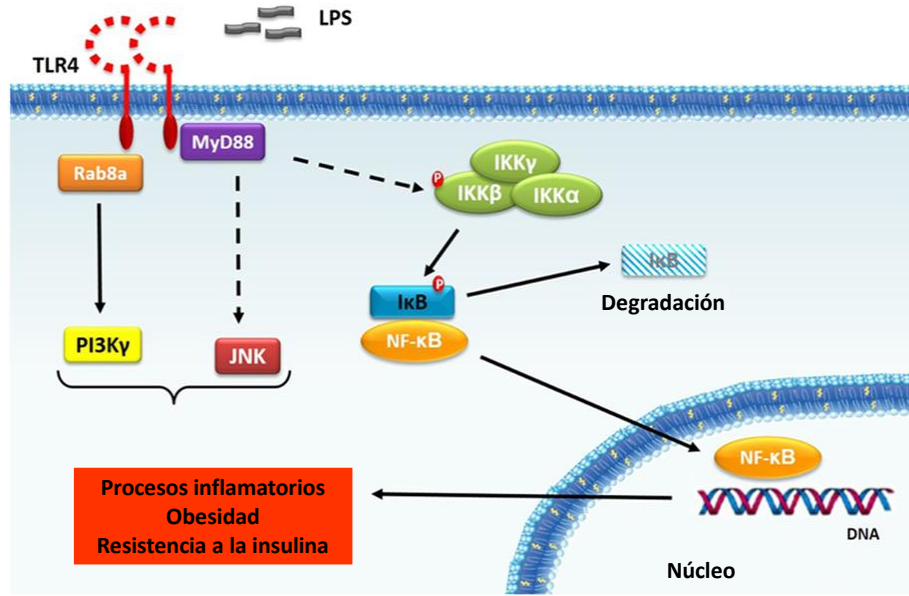 LPS
TLR4
MyD88
Rab8a
IKKγ
P
IKKβ
IKKα
P
IκB
IκB
Degradación
NF-κB
PI3Kγ
JNK
NF-κB
DNA
Procesos inflamatorios
Obesidad
Resistencia a la insulina
Núcleo